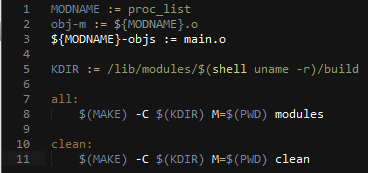 1 MODNAME := proc_list
2 obj-m := ${MODNAME}.o
3 ${MODNAME}-objs := main.o
4
5 KDIR := /lib/modules/$(shell uname -r)/build
6
7 all:
8 $(MAKE) -C $(KDIR) M=$(PWD) modules
9
10 clean:
11 $(MAKE) -C $(KDIR) M=$(PWD) clean